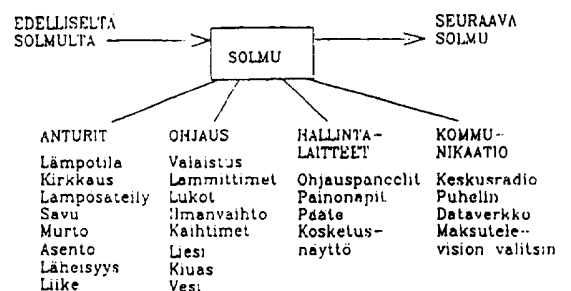 EDELLISELTÄ
SOLMULTA
SEURAAVA
SOLMU
SOLMU
ANTURIT
Lämpötila
Kirkkaus
Lämpösäteily
Savu
Murto
Asento
Läheisyys
Liike
OHJAUS
Valaistus
Lämmittimet
Lukot
Ilmanvaihto
Kaihtimet
Liesi
Kiuas
Vesi
HALLINTA-
LAITTEET
Ohjauspaneelit
Painonapit
Pääte
Kosketus-
näyttö
KOMMU-
NIKAATIO
Keskusradio
Puhelin
Dataverkko
Maksutele-
vision valitsin